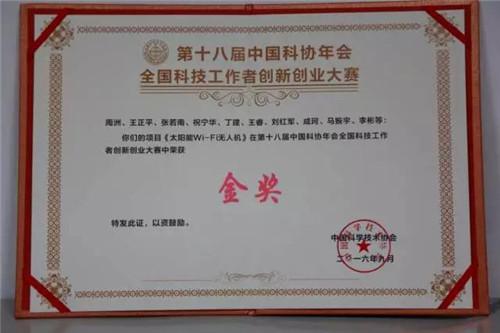 第十八届中国科协年会
全国科技工作者创新创业大赛
周洲、王正平、张若南、祝宁华、丁建、王睿、刘红军、咸珂、马振宇、李彬等：
你们的项目《太阳能Wi-Fi无人机》在第十八届中国科协年会全国科技工作
者创新创业大赛中荣获
金奖
特发此证，以资鼓励。
中国科学技术协会
二〇一六年九月